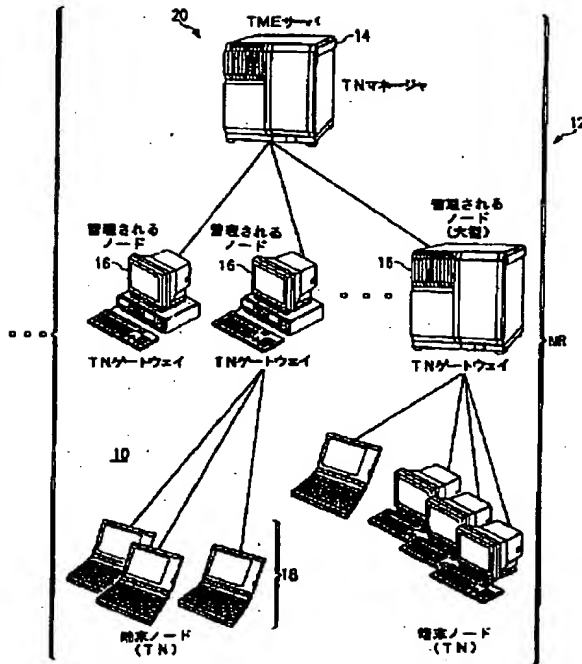 20
TMEサーバ
14
TNマネージャ
12
管理される
ノード
16
管理される
ノード
16
管理される
ノード
(大型)
16
TNゲートウェイ
TNゲートウェイ
TNゲートウェイ
MR
10
18
端末ノード
(TN)
端末ノード
(TN)